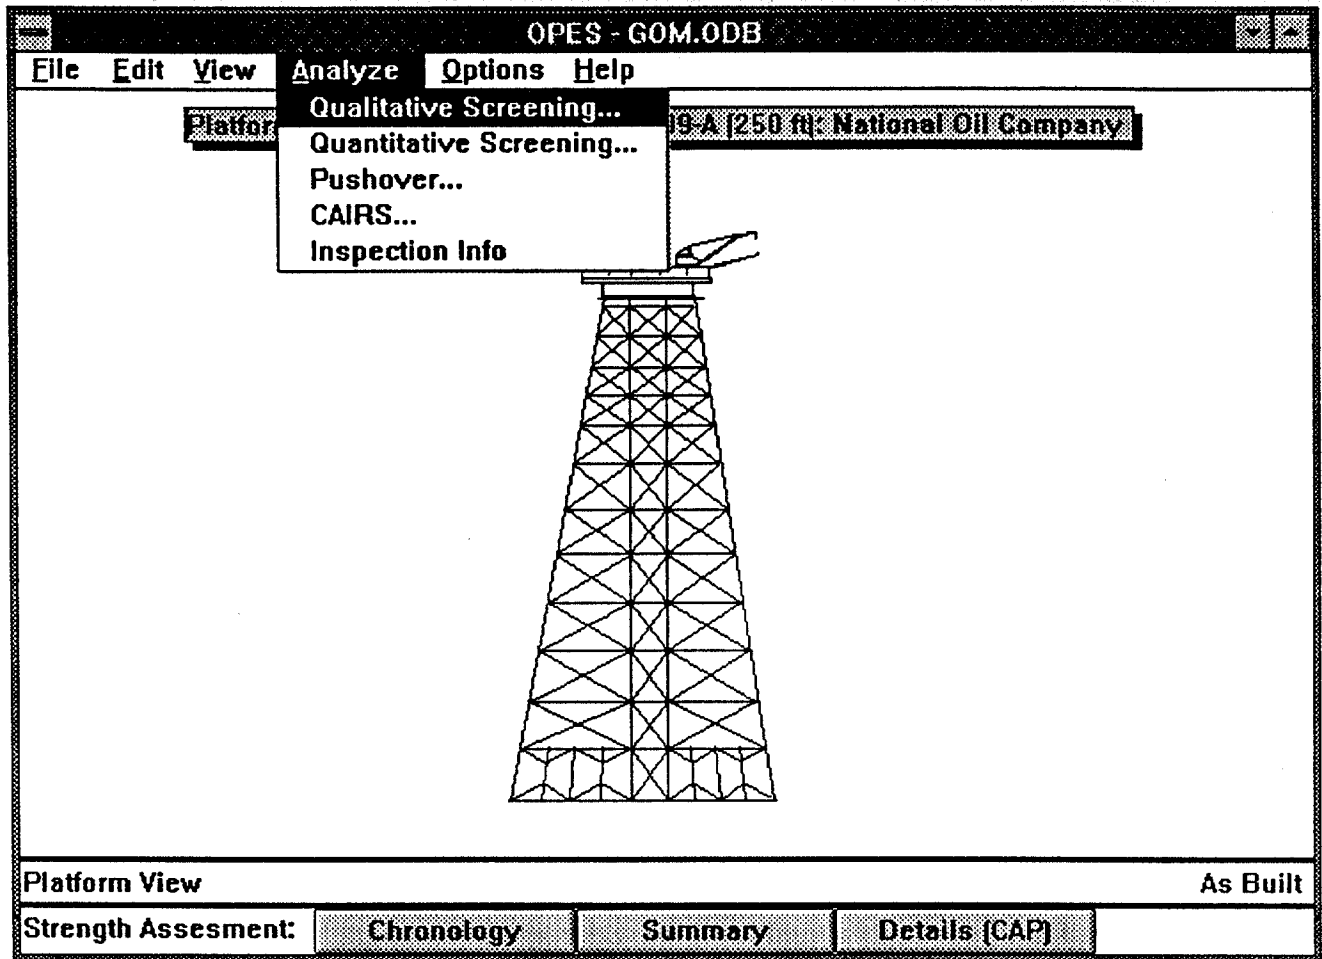 OPES - GOM.ODB
File Edit View Analyze Options Help
Qualitative Screening...
9-A [250 ft]: National Oil Company
Quantitative Screening...
Pushover...
CAIRS...
Inspection Info
Platform View As Built
Strength Assesment: Chronology Summary Details (CAP)